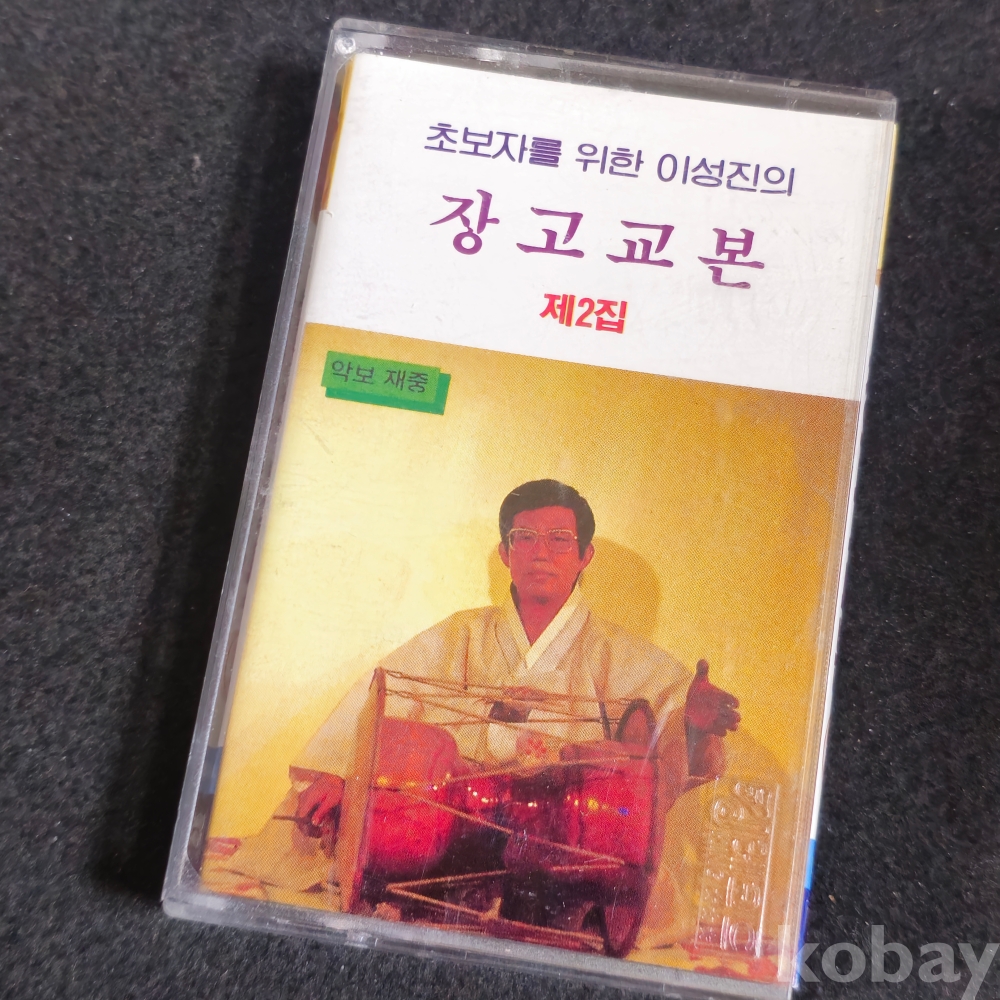 초보자를 위한 이성진의
장고교본
제2집
악보 재중
kobay